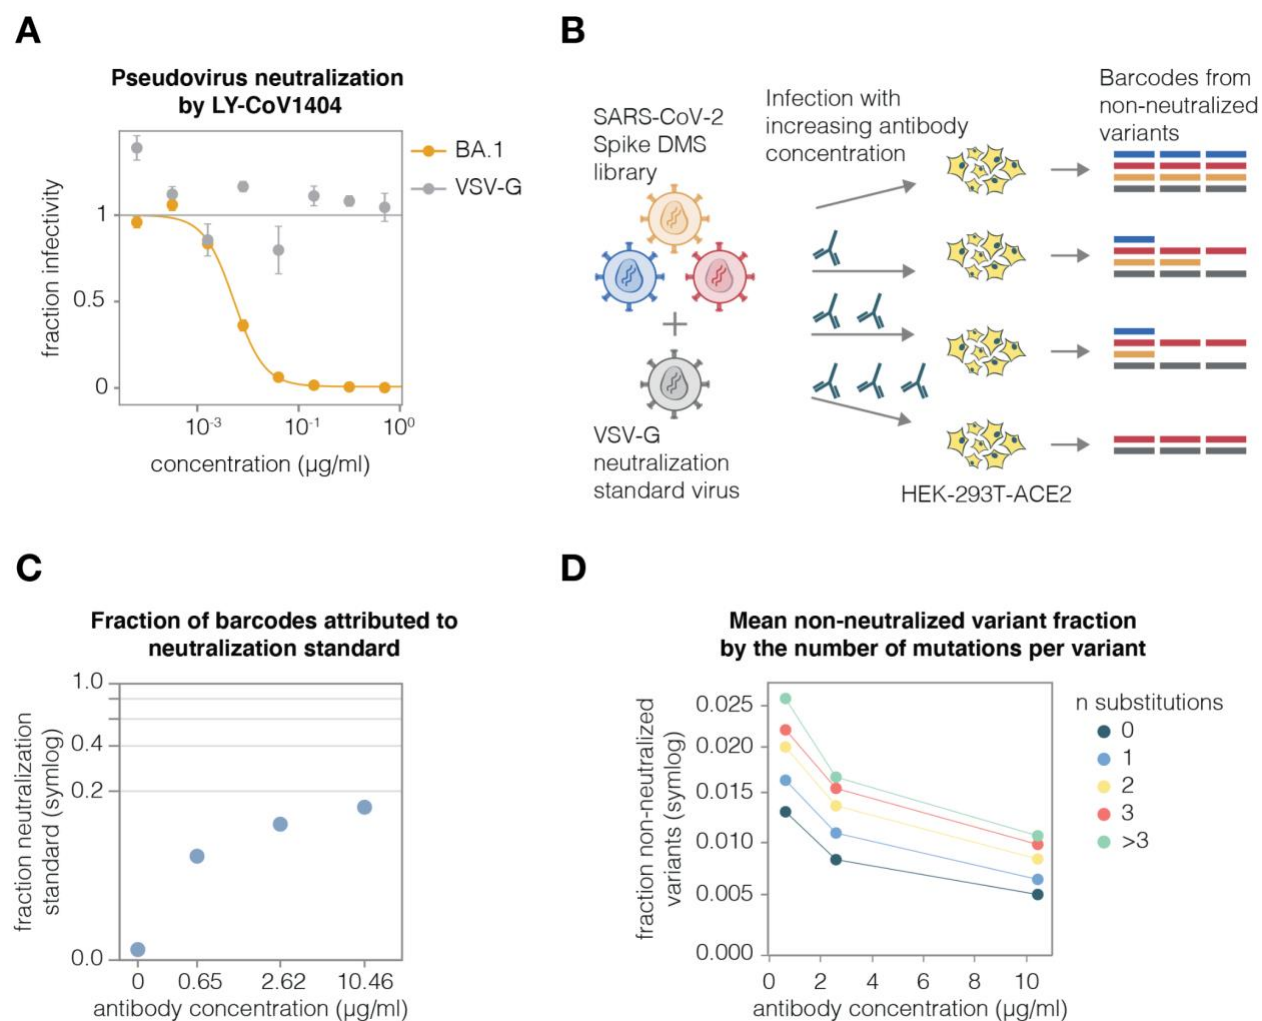 A
Pseudovirus neutralization
by LY-CoV1404
fraction infectivity
1
0.5
0
10⁻³
10⁻¹
10⁰
concentration (µg/ml)
BA.1
VSV-G
B
SARS-CoV-2
Spike DMS
library
+
VSV-G
neutralization
standard virus
Infection with
increasing antibody
concentration
HEK-293T-ACE2
Barcodes from
non-neutralized
variants
C
Fraction of barcodes attributed to
neutralization standard
fraction neutralization
standard (symlog)
1.0
0.4
0.2
0.0
0
0.65
2.62
10.46
antibody concentration (µg/ml)
D
Mean non-neutralized variant fraction
by the number of mutations per variant
fraction non-neutralized
variants (symlog)
0.025
0.020
0.015
0.010
0.005
0.000
0
2
4
6
8
10
antibody concentration (µg/ml)
n substitutions
0
1
2
3
>3